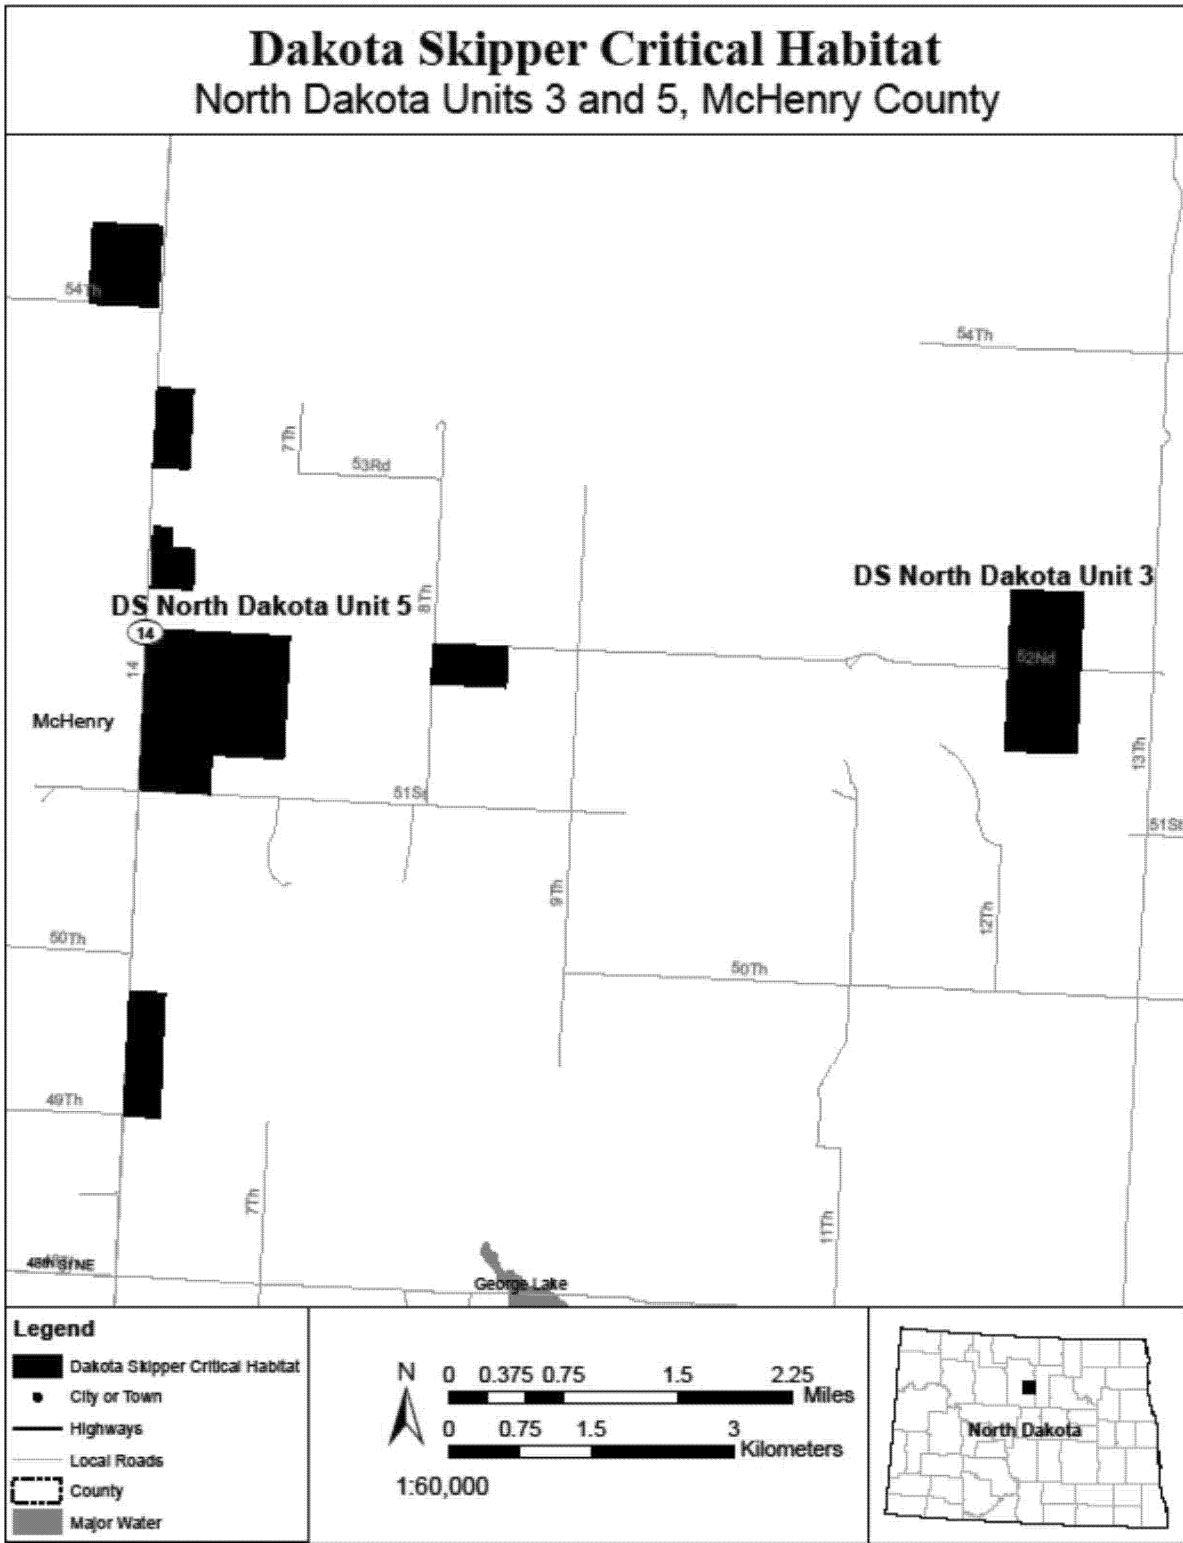 Dakota Skipper Critical Habitat
North Dakota Units 3 and 5, McHenry County
54Th
54Th
7Th
53Rd
8Th
DS North Dakota Unit 3
DS North Dakota Unit 5
14
14
52Nd
McHenry
13Th
51St
51St
9Th
12Th
50Th
50Th
49Th
7Th
11Th
48th St NE
George Lake
Legend
Dakota Skipper Critical Habitat
City or Town
Highways
Local Roads
County
Major Water
N
0 0.375 0.75 1.5 2.25
Miles
0 0.75 1.5 3
Kilometers
1:60,000
North Dakota